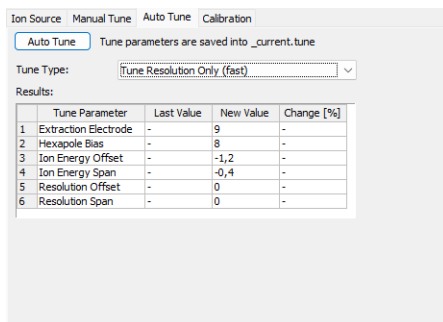 Ion Source Manual Tune Auto Tune Calibration
Auto Tune Tune parameters are saved into _current.tune
Tune Type: Tune Resolution Only (fast)
Results:
Tune Parameter Last Value New Value Change [%]
1 Extraction Electrode - 9 -
2 Hexapole Bias - 8 -
3 Ion Energy Offset - -1,2 -
4 Ion Energy Span - -0,4 -
5 Resolution Offset - 0 -
6 Resolution Span - 0 -